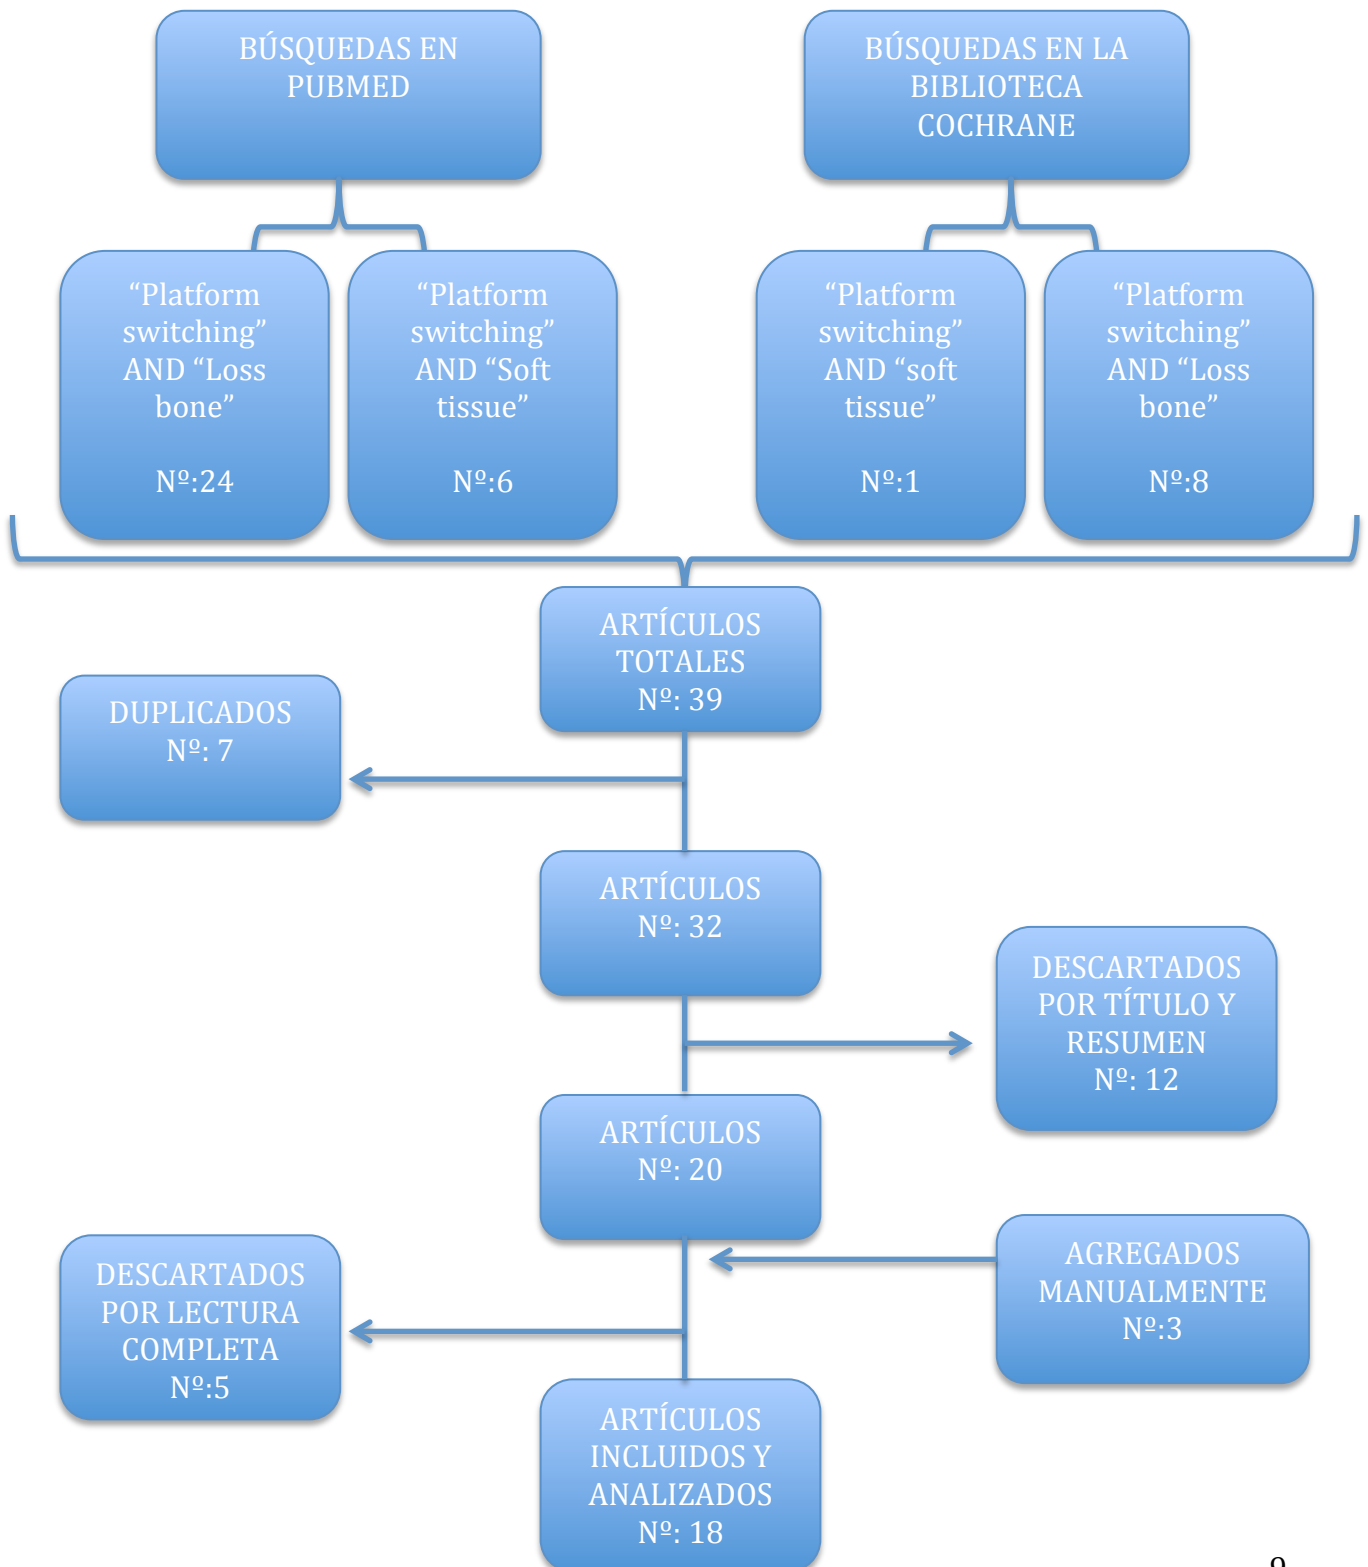 BÚSQUEDAS EN
PUBMED
BÚSQUEDAS EN LA
BIBLIOTECA
COCHRANE
“Platform
switching”
AND “Loss
bone”
Nº:24
“Platform
switching”
AND “Soft
tissue”
Nº:6
“Platform
switching”
AND “soft
tissue”
Nº:1
“Platform
switching”
AND “Loss
bone”
Nº:8
ARTÍCULOS
TOTALES
Nº: 39
DUPLICADOS
Nº: 7
ARTÍCULOS
Nº: 32
DESCARTADOS
POR TÍTULO Y
RESUMEN
Nº: 12
ARTÍCULOS
Nº: 20
AGREGADOS
MANUALMENTE
Nº:3
DESCARTADOS
POR LECTURA
COMPLETA
Nº:5
ARTÍCULOS
INCLUIDOS Y
ANALIZADOS
Nº: 18